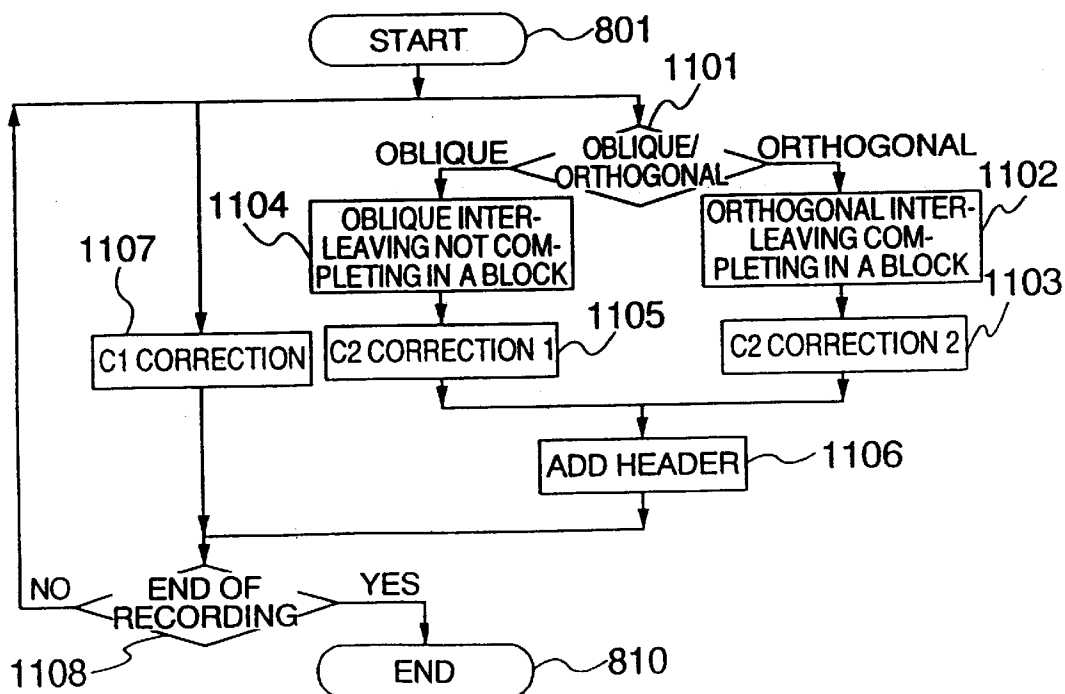 START
801
1101
OBLIQUE
OBLIQUE/
ORTHOGONAL
ORTHOGONAL
1102
1104
OBLIQUE INTER-
LEAVING NOT COM-
PLETING IN A BLOCK
ORTHOGONAL INTER-
LEAVING COM-
PLETING IN A BLOCK
1107
1105
1103
C1 CORRECTION
C2 CORRECTION 1
C2 CORRECTION 2
ADD HEADER
1106
NO
END OF
RECORDING
YES
1108
END
810